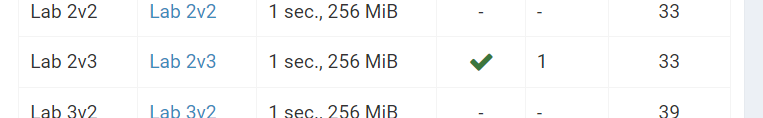 Lab 2v2 Lab 2v2 1 sec., 256 MiB - - 33
Lab 2v3 Lab 2v3 1 sec., 256 MiB 1 33
Lab 3v2 Lab 3v2 1 sec., 256 MiB - - 39